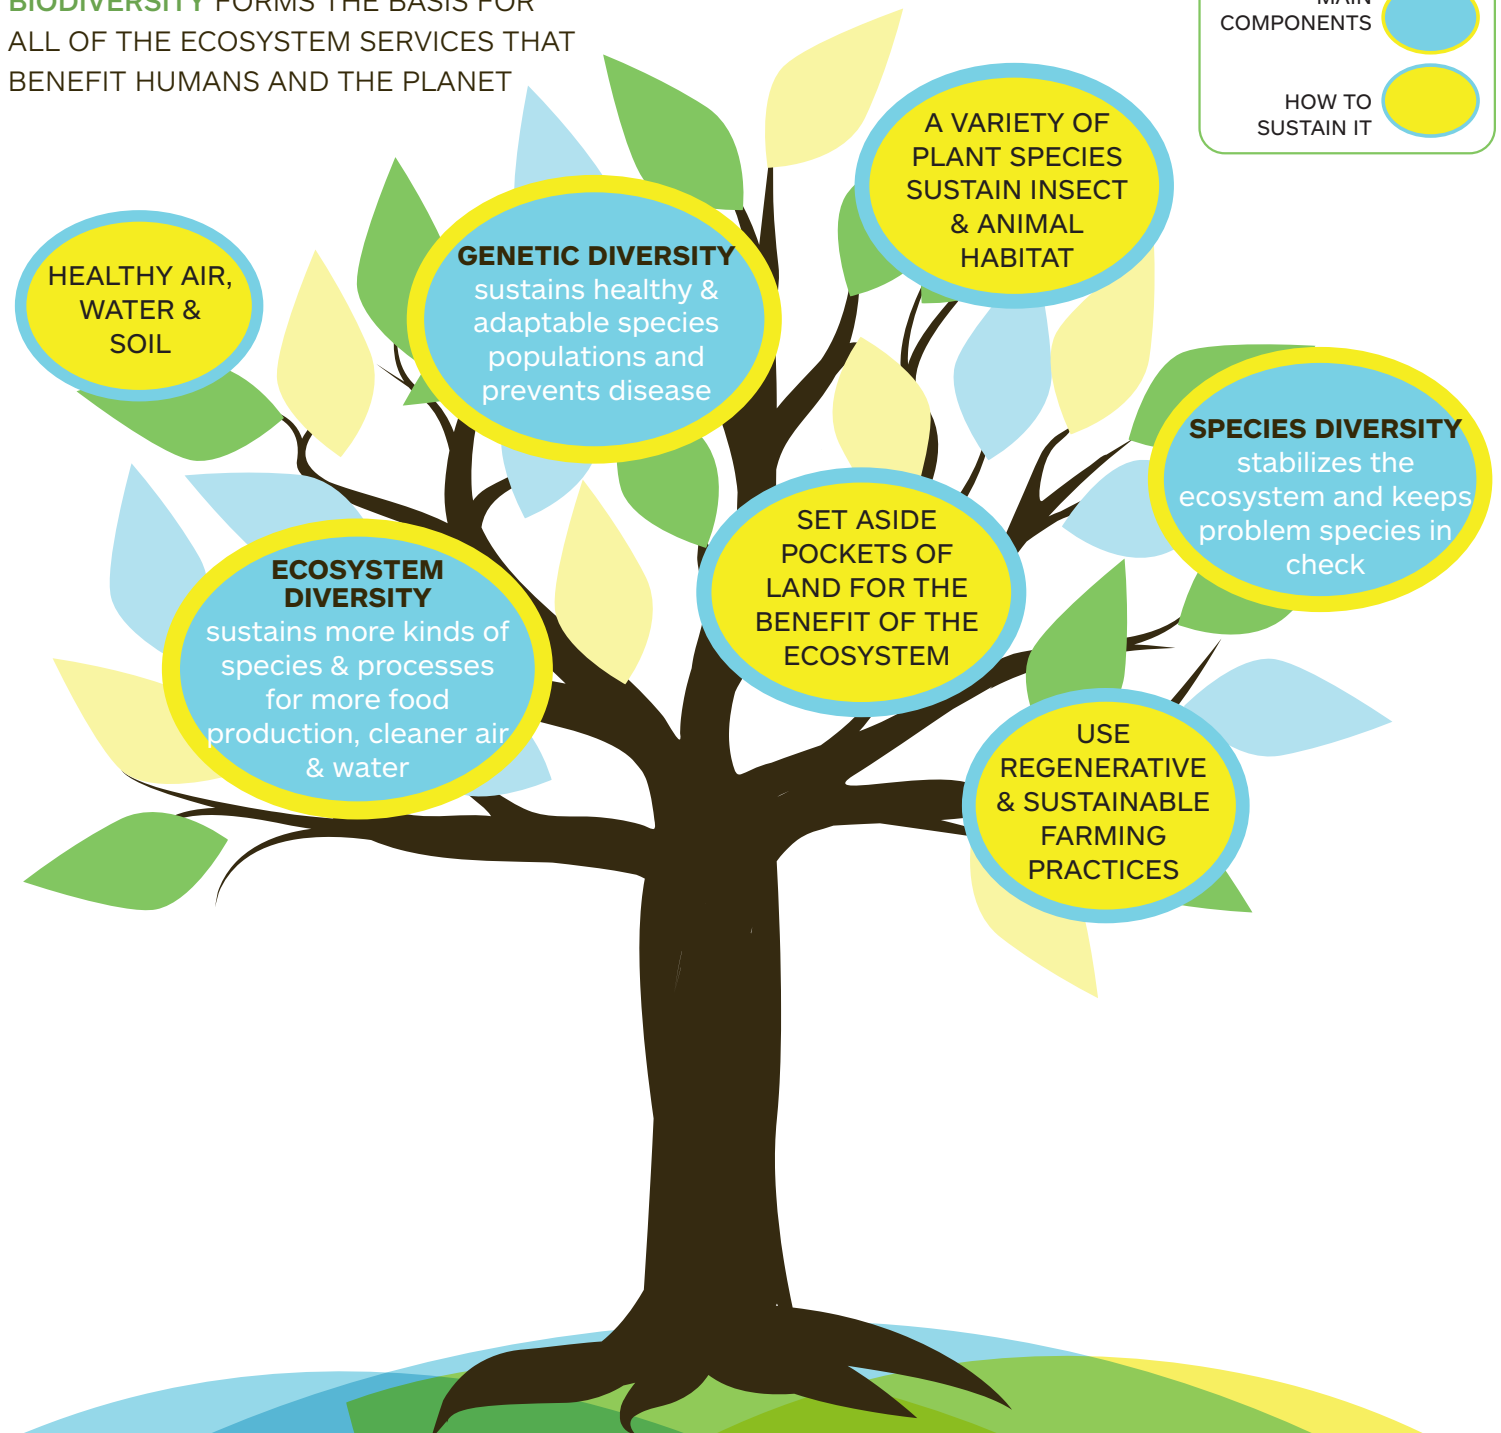 BIODIVERSITY FORMS THE BASIS FOR
ALL OF THE ECOSYSTEM SERVICES THAT
BENEFIT HUMANS AND THE PLANET
MAIN
COMPONENTS
HOW TO
SUSTAIN IT
A VARIETY OF
PLANT SPECIES
SUSTAIN INSECT
& ANIMAL
HABITAT
HEALTHY AIR,
WATER &
SOIL
GENETIC DIVERSITY
sustains healthy &
adaptable species
populations and
prevents disease
SPECIES DIVERSITY
stabilizes the
ecosystem and keeps
problem species in
check
SET ASIDE
POCKETS OF
LAND FOR THE
BENEFIT OF THE
ECOSYSTEM
ECOSYSTEM
DIVERSITY
sustains more kinds of
species & processes
for more food
production, cleaner air
& water
USE
REGENERATIVE
& SUSTAINABLE
FARMING
PRACTICES